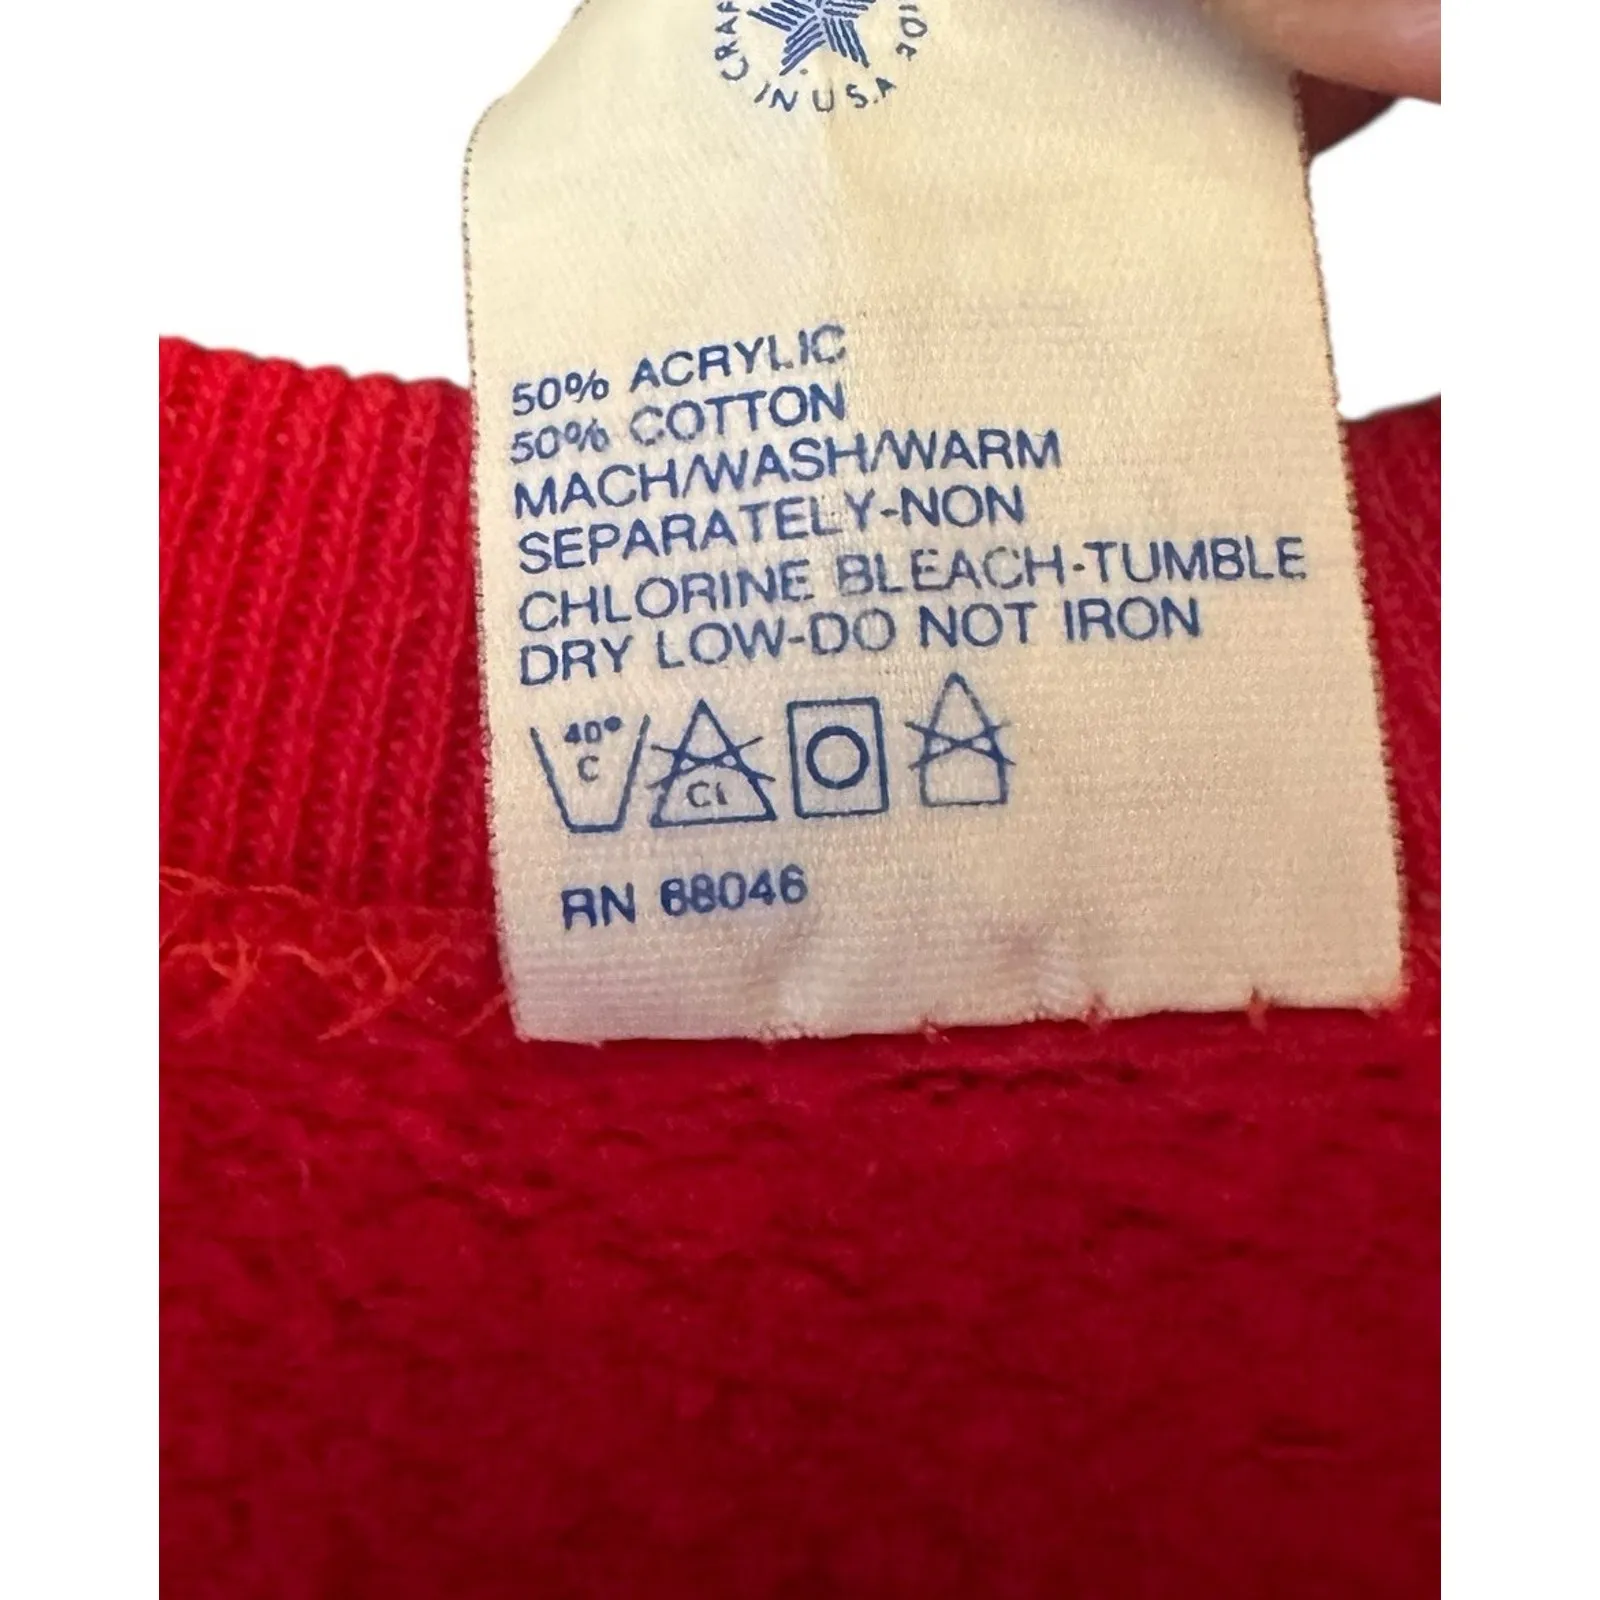 IN U.S.A
50% ACRYLIC
50% COTTON
MACH/WASH/WARM
SEPARATELY-NON
CHLORINE BLEACH-TUMBLE
DRY LOW-DO NOT IRON
40°
C
CL
RN 68046